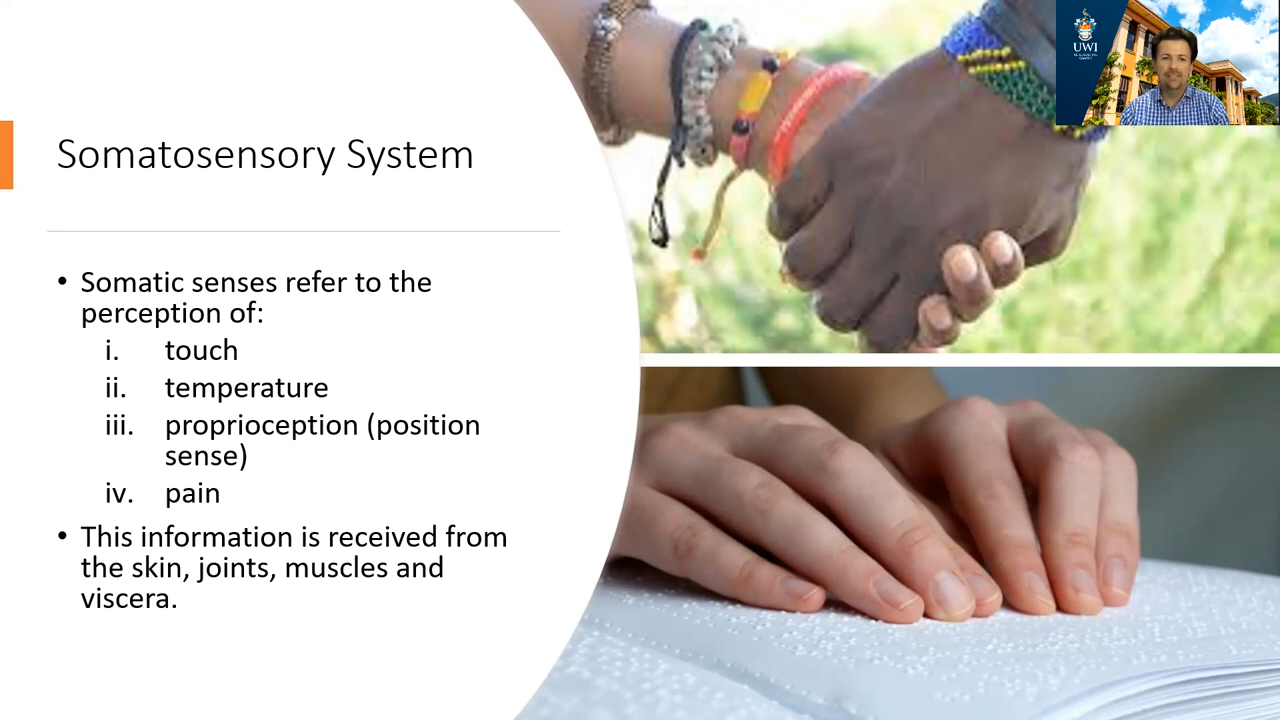 Somatosensory System
• Somatic senses refer to the
perception of:
i. touch
ii. temperature
iii. proprioception (position
sense)
iv. pain
• This information is received from
the skin, joints, muscles and
viscera.
UWI